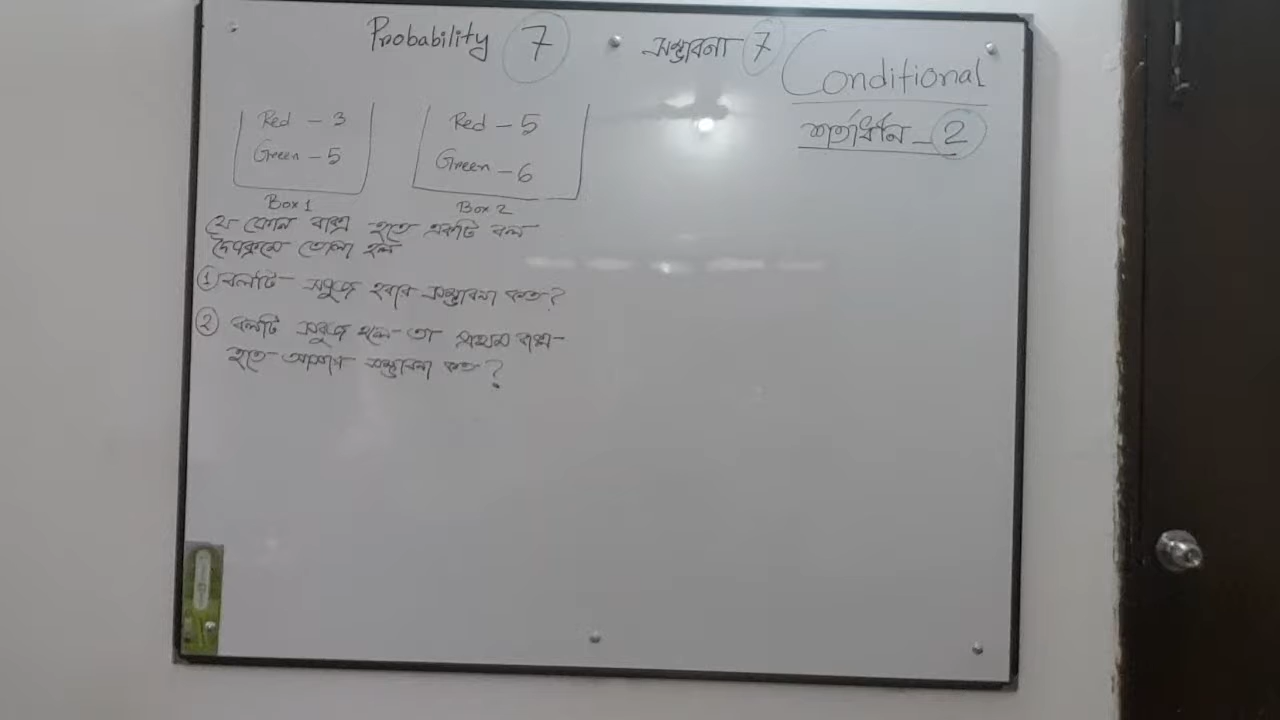 Probability 7
সম্ভাবনা 7
Conditional
শর্তাধীন - 2
Red - 3
Green - 5
Box 1
Red - 5
Green - 6
Box 2
যে কোন বাক্স হতে একটি বল
দৈবক্রমে তোলা হল
1 বলটি সবুজ হবার সম্ভাবনা কত?
2 বলটি সবুজ হলে তা প্রথম বাক্স
হতে আসার সম্ভাবনা কত?